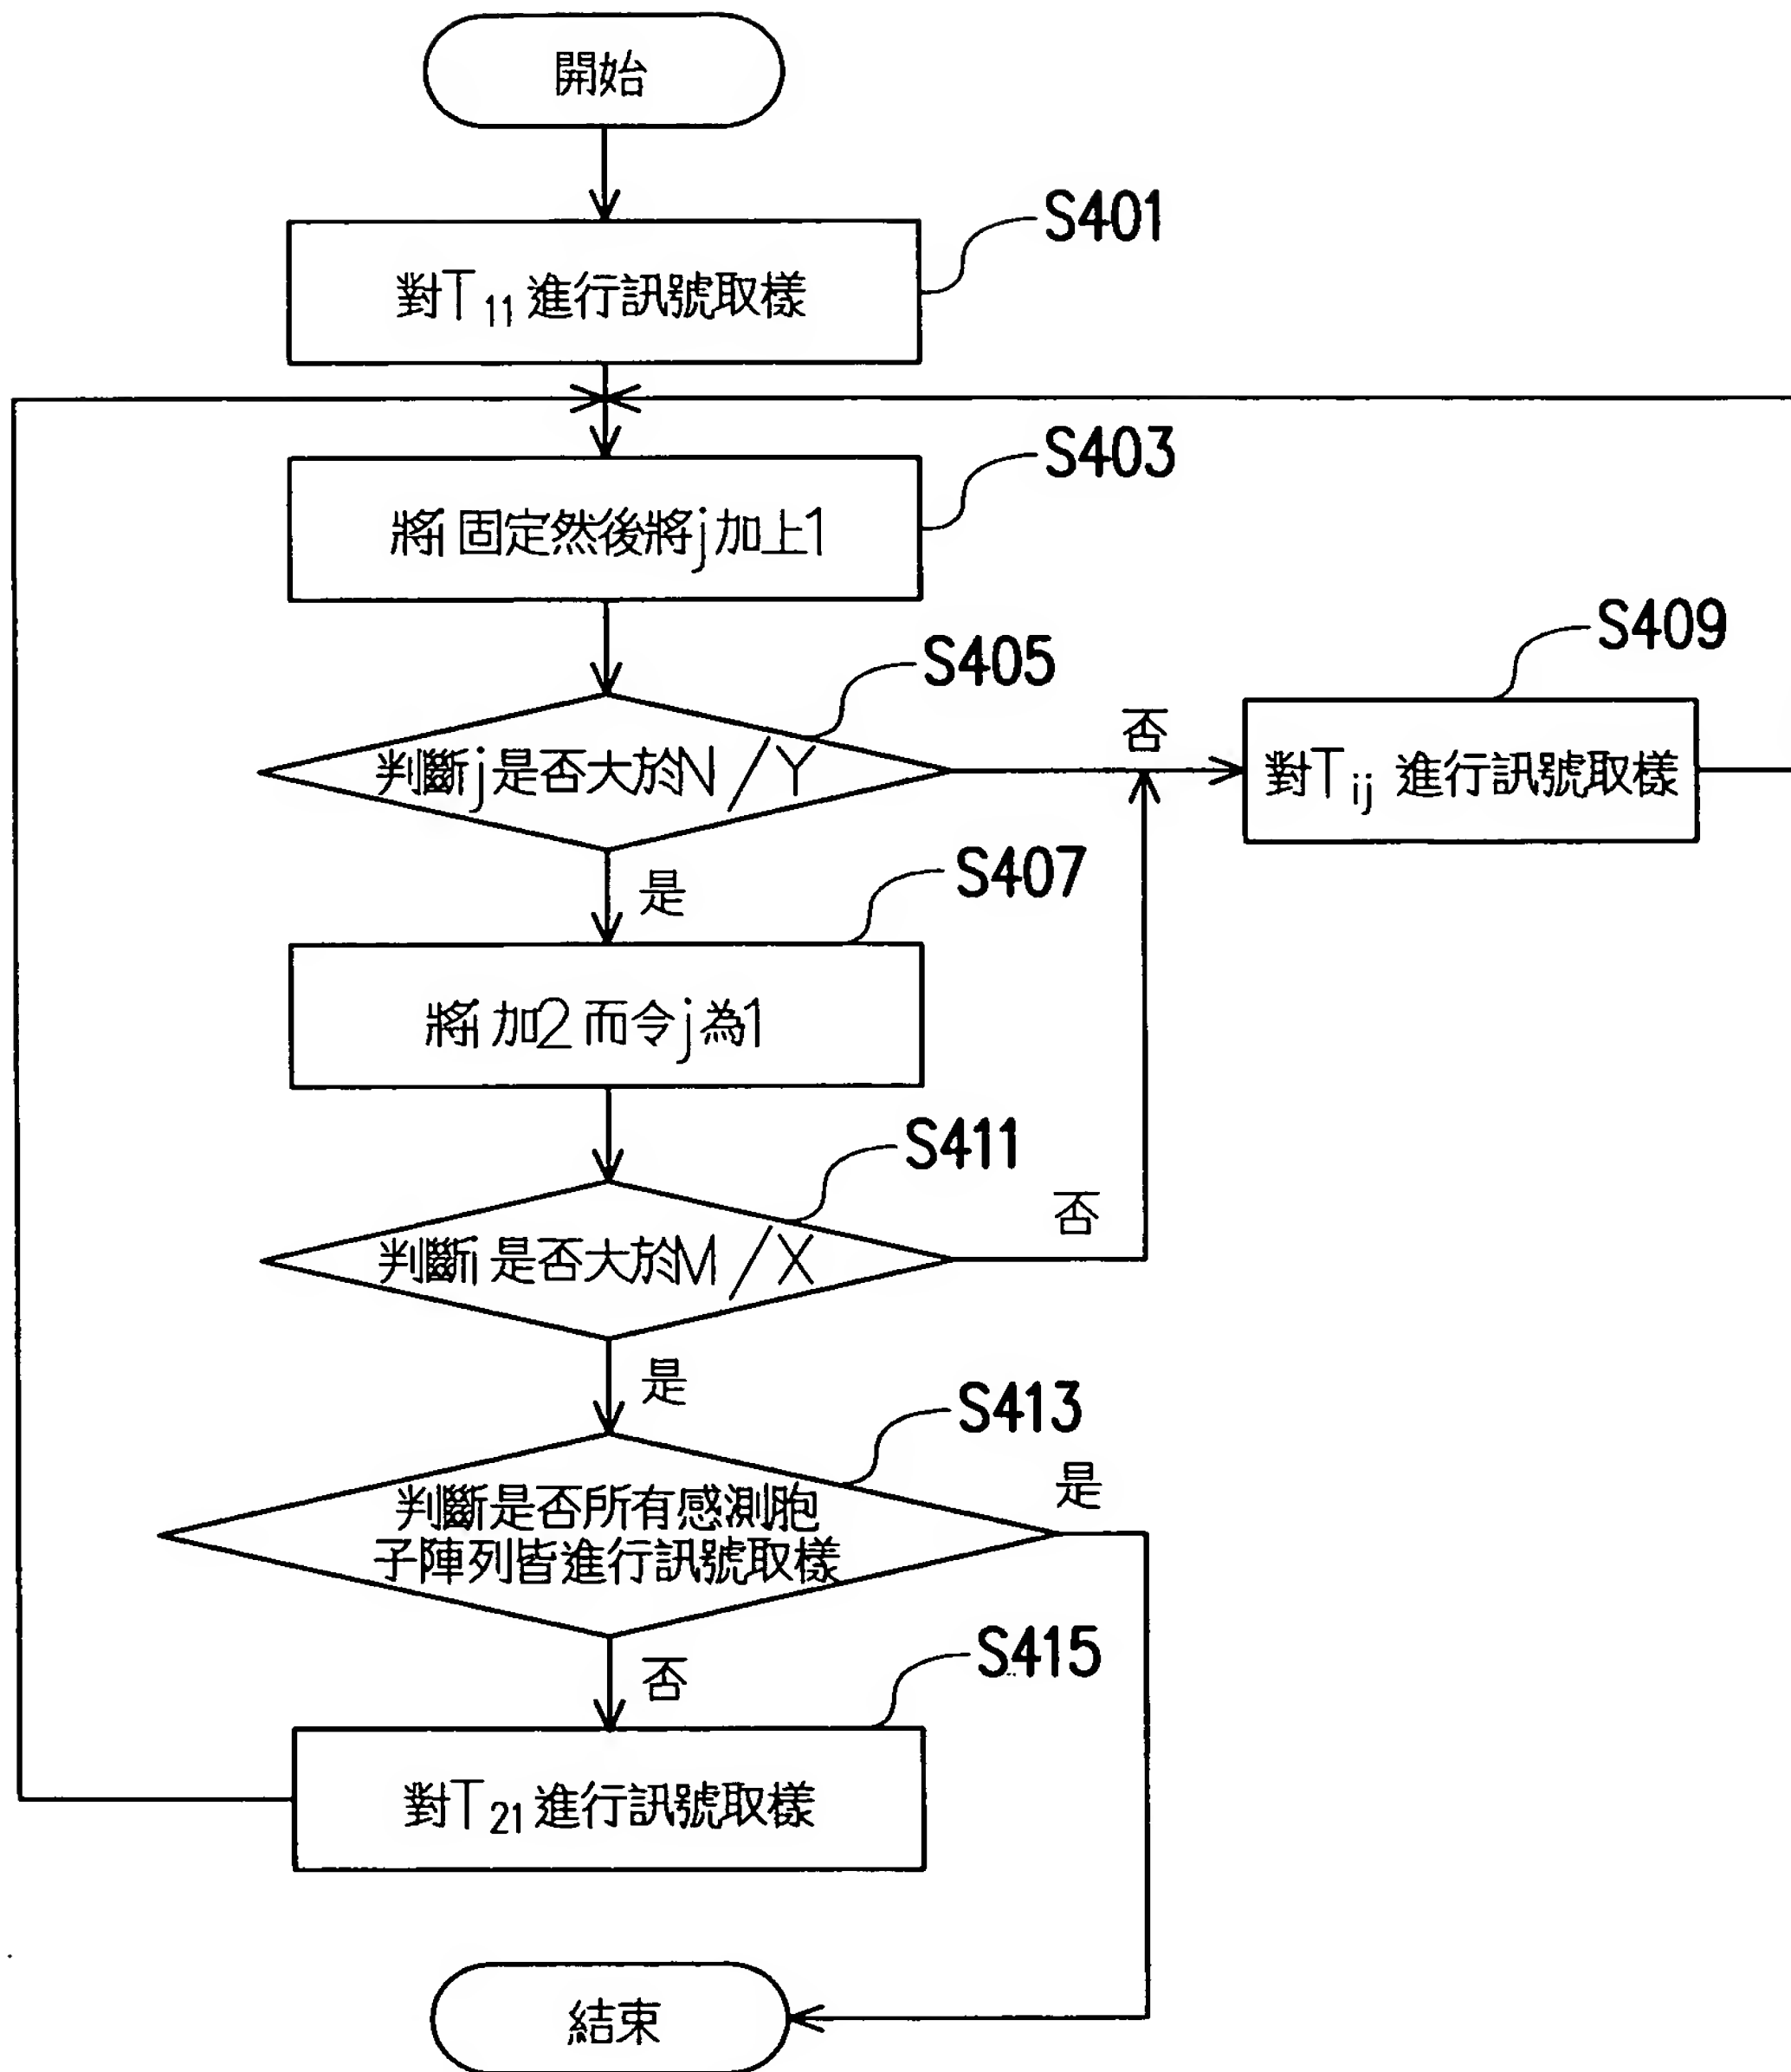 開始
S401
對T11 進行訊號取樣
S403
將i 固定然後將j 加上1
S405
判斷j是否大於N/Y
否
S409
對Tij 進行訊號取樣
是
S407
將i 加2 而令j 為1
S411
判斷i 是否大於M/X
否
是
S413
判斷是否所有感測胞
子陣列皆進行訊號取樣
是
否
S415
對T21 進行訊號取樣
結束